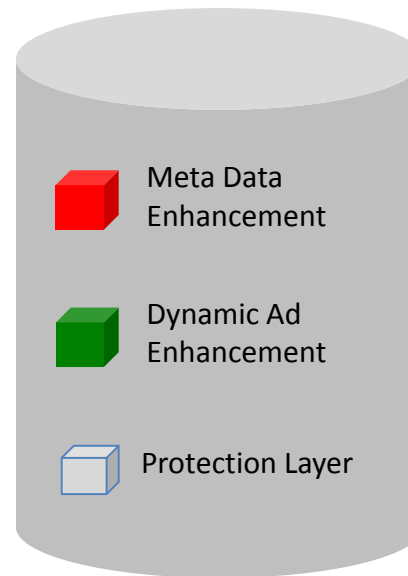 Meta Data
Enhancement
Dynamic Ad
Enhancement
Protection Layer